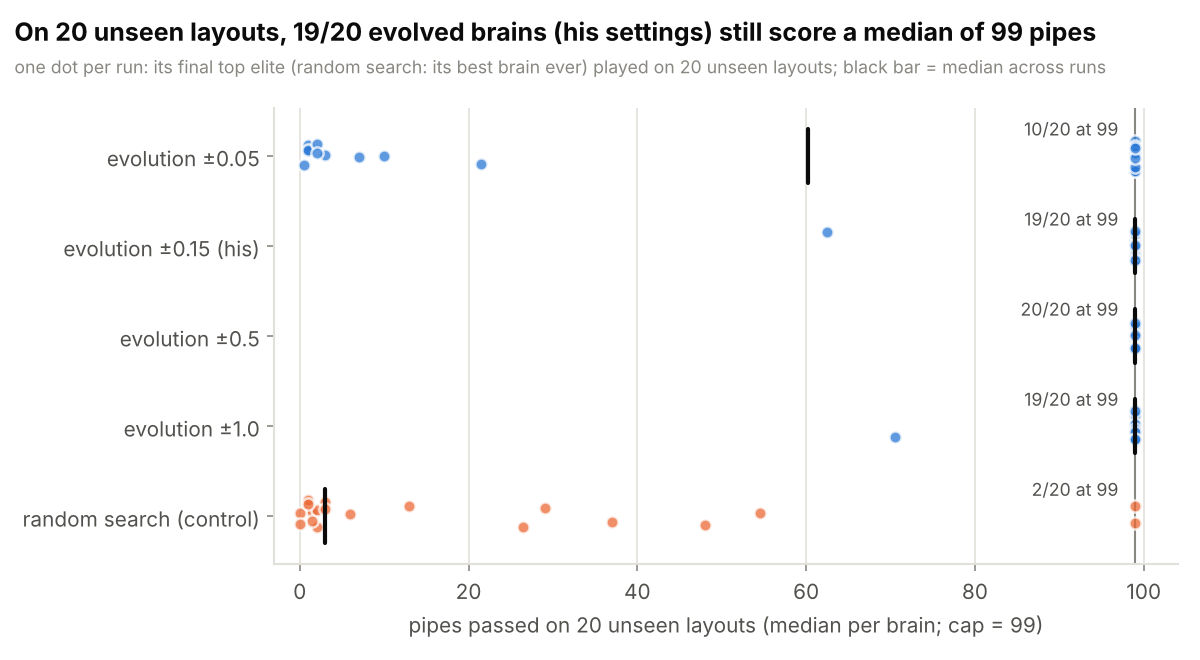 On 20 unseen layouts, 19/20 evolved brains (his settings) still score a median of 99 pipes
one dot per run: its final top elite (random search: its best brain ever) played on 20 unseen layouts; black bar = median across runs
10/20 at 99
evolution ±0.05
19/20 at 99
evolution ±0.15 (his)
20/20 at 99
evolution ±0.5
19/20 at 99
evolution ±1.0
2/20 at 99
random search (control)
0 20 40 60 80 100
pipes passed on 20 unseen layouts (median per brain; cap = 99)